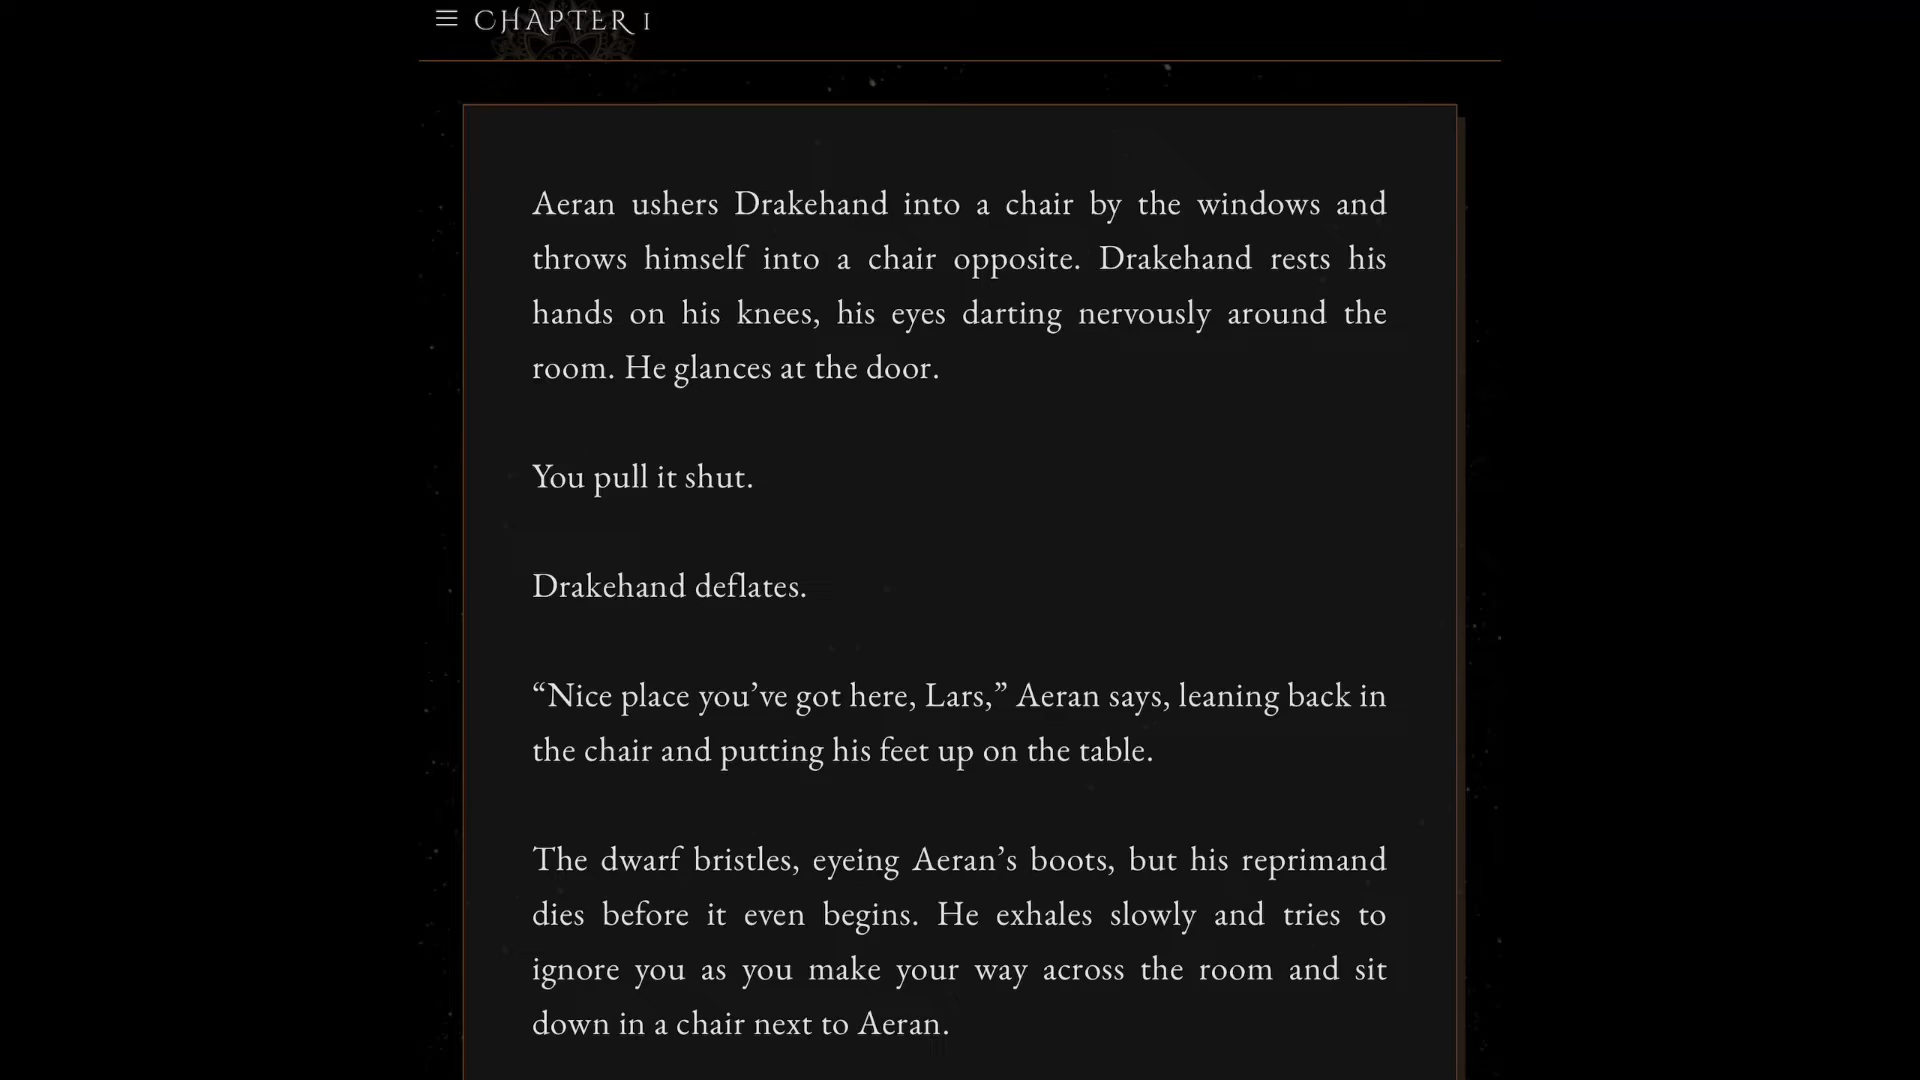 CHAPTER I
Aeran ushers Drakehand into a chair by the windows and
throws himself into a chair opposite. Drakehand rests his
hands on his knees, his eyes darting nervously around the
room. He glances at the door.
You pull it shut.
Drakehand deflates.
“Nice place you’ve got here, Lars,” Aeran says, leaning back in
the chair and putting his feet up on the table.
The dwarf bristles, eyeing Aeran’s boots, but his reprimand
dies before it even begins. He exhales slowly and tries to
ignore you as you make your way across the room and sit
down in a chair next to Aeran.